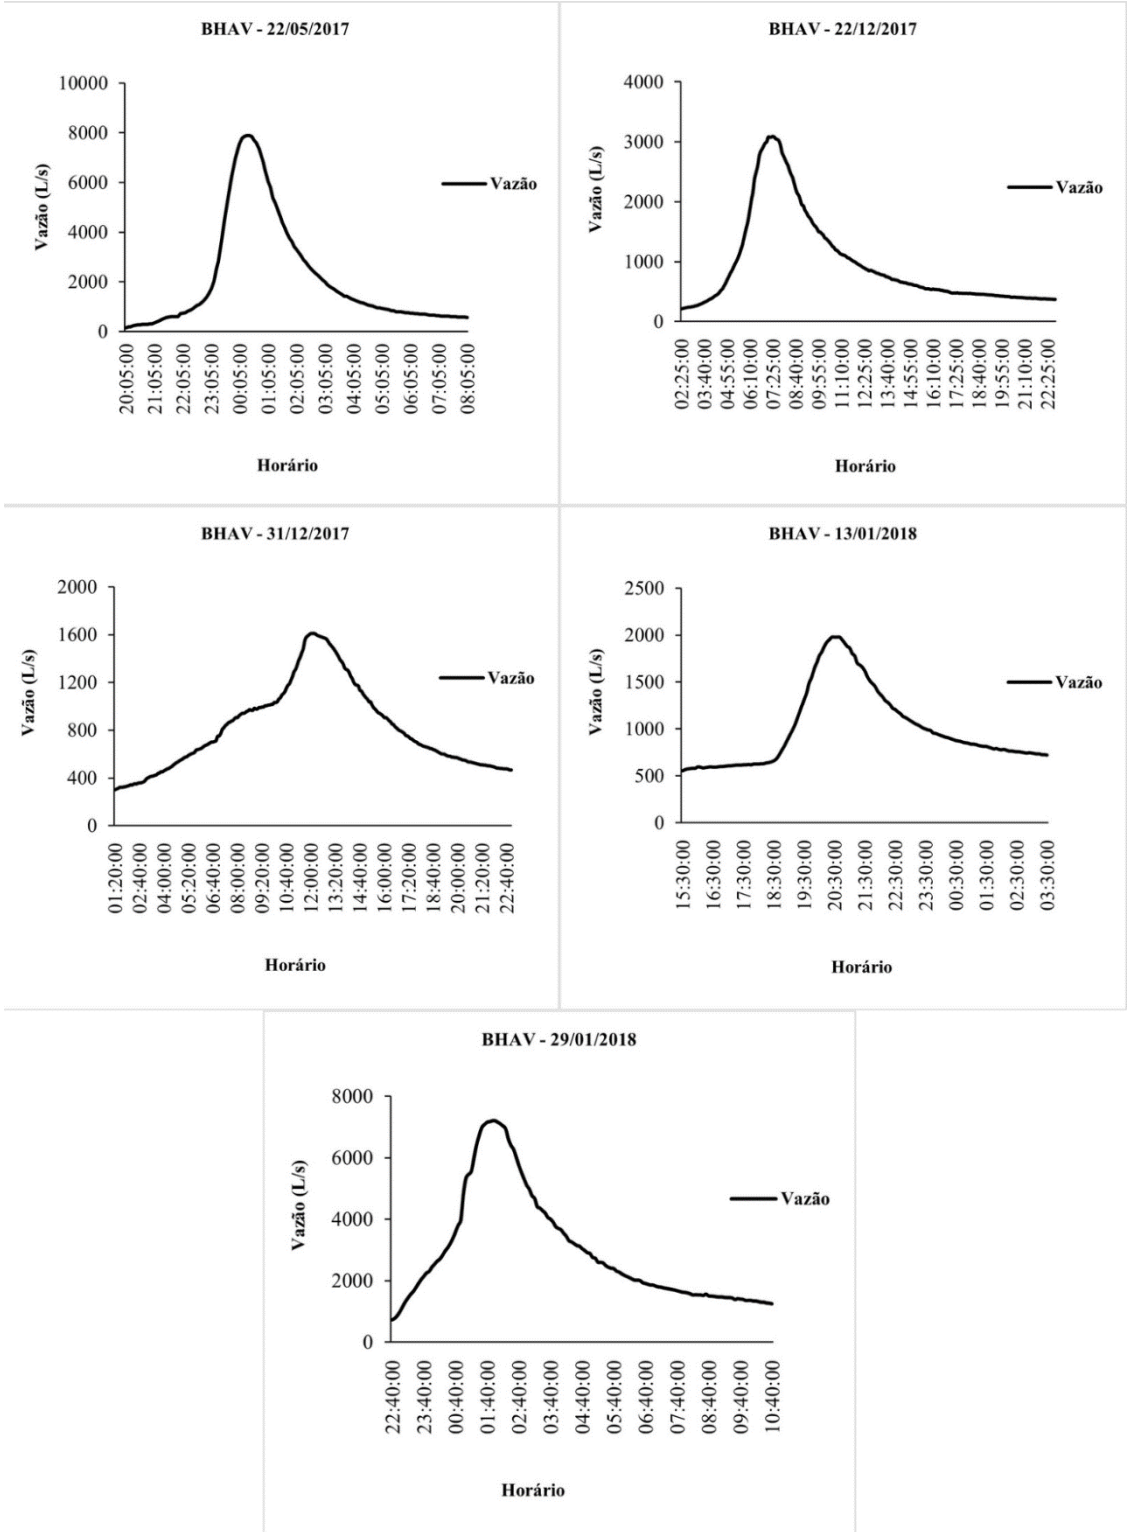 BHAV - 22/05/2017
10000
8000
6000
4000
2000
0
Vazão (L/s)
Vazão
20:05:00 21:05:00 22:05:00 23:05:00 00:05:00 01:05:00 02:05:00 03:05:00 04:05:00 05:05:00 06:05:00 07:05:00 08:05:00
Horário
BHAV - 22/12/2017
4000
3000
2000
1000
0
Vazão (L/s)
Vazão
02:25:00 03:40:00 04:55:00 06:10:00 07:25:00 08:40:00 09:55:00 11:10:00 12:25:00 13:40:00 14:55:00 16:10:00 17:25:00 18:40:00 19:55:00 21:10:00 22:25:00
Horário
BHAV - 31/12/2017
2000
1600
1200
800
400
0
Vazão (L/s)
Vazão
01:20:00 02:40:00 04:00:00 05:20:00 06:40:00 08:00:00 09:20:00 10:40:00 12:00:00 13:20:00 14:40:00 16:00:00 17:20:00 18:40:00 20:00:00 21:20:00 22:40:00
Horário
BHAV - 13/01/2018
2500
2000
1500
1000
500
0
Vazão (L/s)
Vazão
15:30:00 16:30:00 17:30:00 18:30:00 19:30:00 20:30:00 21:30:00 22:30:00 23:30:00 00:30:00 01:30:00 02:30:00 03:30:00
Horário
BHAV - 29/01/2018
8000
6000
4000
2000
0
Vazão (L/s)
Vazão
22:40:00 23:40:00 00:40:00 01:40:00 02:40:00 03:40:00 04:40:00 05:40:00 06:40:00 07:40:00 08:40:00 09:40:00 10:40:00
Horário